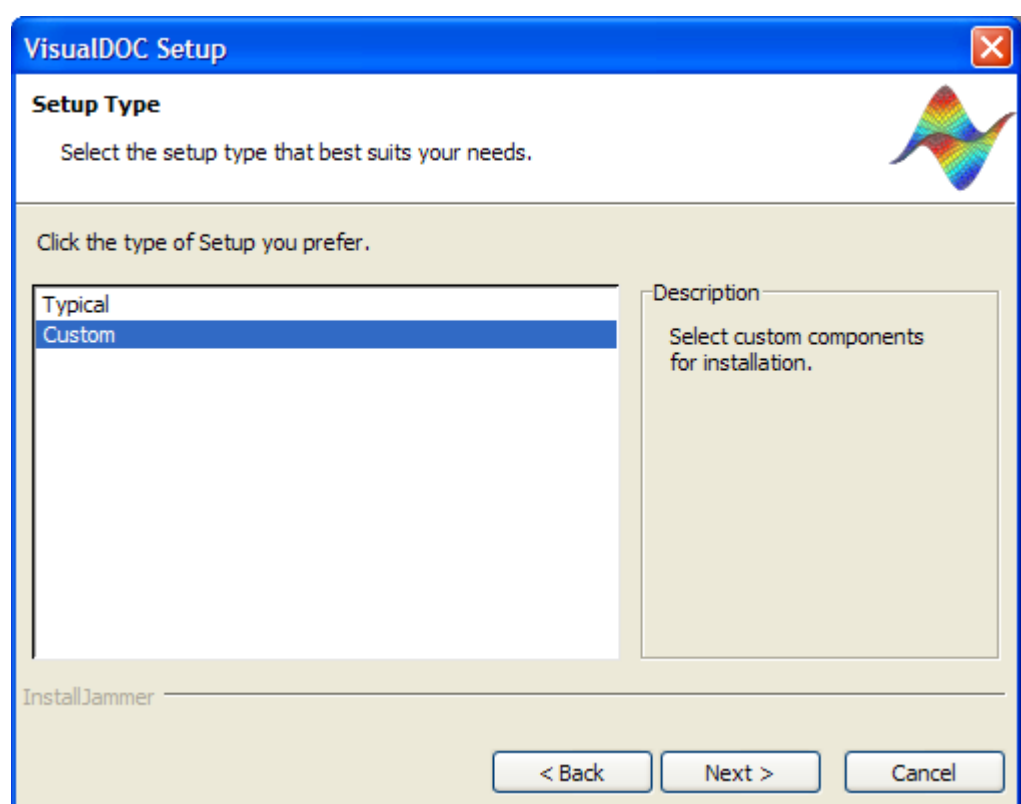 VisualDOC Setup
Setup Type
Select the setup type that best suits your needs.
Click the type of Setup you prefer.
Typical
Custom
Description
Select custom components
for installation.
InstallJammer
< Back
Next >
Cancel